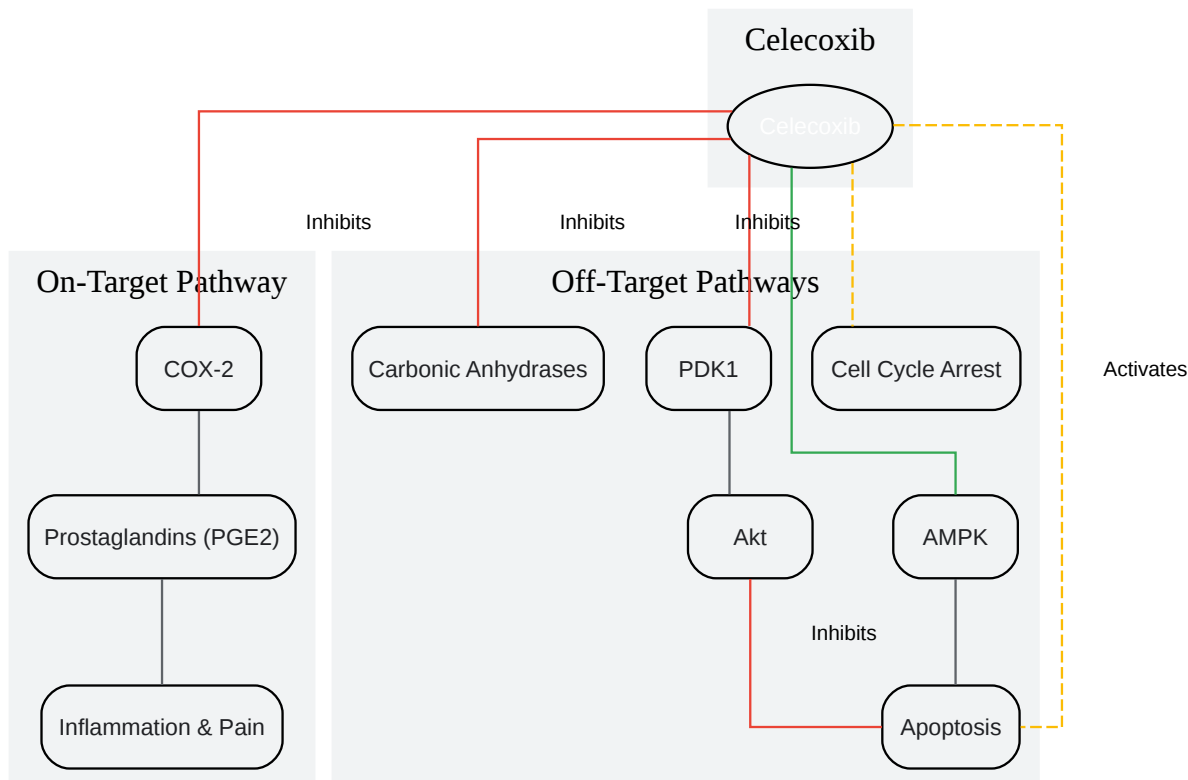 Celecoxib
Celecoxib
Inhibits
Inhibits
Inhibits
On-Target Pathway
Off-Target Pathways
COX-2
Carbonic Anhydrases
PDK1
Cell Cycle Arrest
Activates
Prostaglandins (PGE2)
Akt
AMPK
Inhibits
Inflammation & Pain
Apoptosis